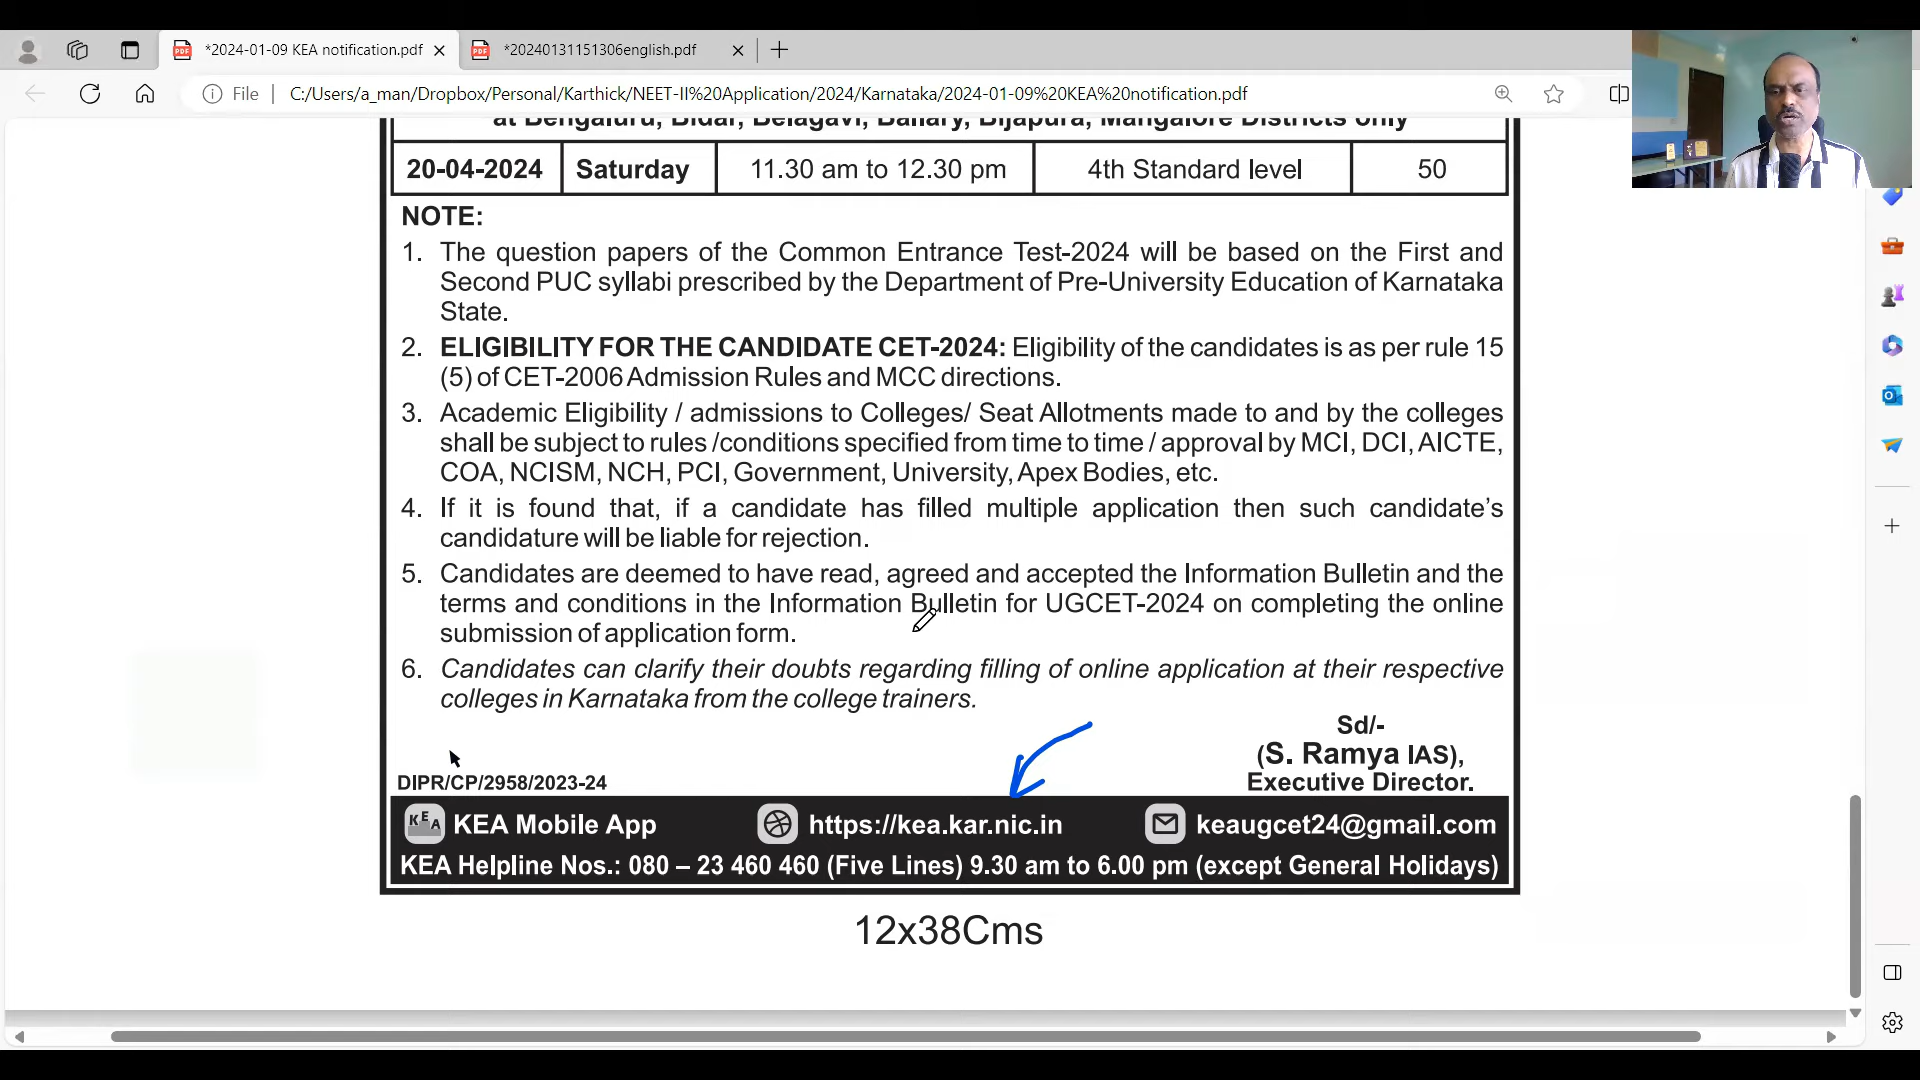 *2024-01-09 KEA notification.pdf
*20240131151306english.pdf
File
C:/Users/a_man/Dropbox/Personal/Karthick/NEET-II%20Application/2024/Karnataka/2024-01-09%20KEA%20notification.pdf
at Bengaluru, Bidar, Belagavi, Ballary, Bijapura, Mangalore Districts only
20-04-2024 Saturday 11.30 am to 12.30 pm 4th Standard level 50
NOTE:
1. The question papers of the Common Entrance Test-2024 will be based on the First and
Second PUC syllabi prescribed by the Department of Pre-University Education of Karnataka
State.
2. ELIGIBILITY FOR THE CANDIDATE CET-2024: Eligibility of the candidates is as per rule 15
(5) of CET-2006 Admission Rules and MCC directions.
3. Academic Eligibility / admissions to Colleges/ Seat Allotments made to and by the colleges
shall be subject to rules /conditions specified from time to time / approval by MCI, DCI, AICTE,
COA, NCISM, NCH, PCI, Government, University, Apex Bodies, etc.
4. If it is found that, if a candidate has filled multiple application then such candidate's
candidature will be liable for rejection.
5. Candidates are deemed to have read, agreed and accepted the Information Bulletin and the
terms and conditions in the Information Bulletin for UGCET-2024 on completing the online
submission of application form.
6. Candidates can clarify their doubts regarding filling of online application at their respective
colleges in Karnataka from the college trainers.
Sd/-
(S. Ramya IAS),
DIPR/CP/2958/2023-24 Executive Director.
KEA KEA Mobile App https://kea.kar.nic.in keaugcet24@gmail.com
KEA Helpline Nos.: 080 – 23 460 460 (Five Lines) 9.30 am to 6.00 pm (except General Holidays)
12x38Cms